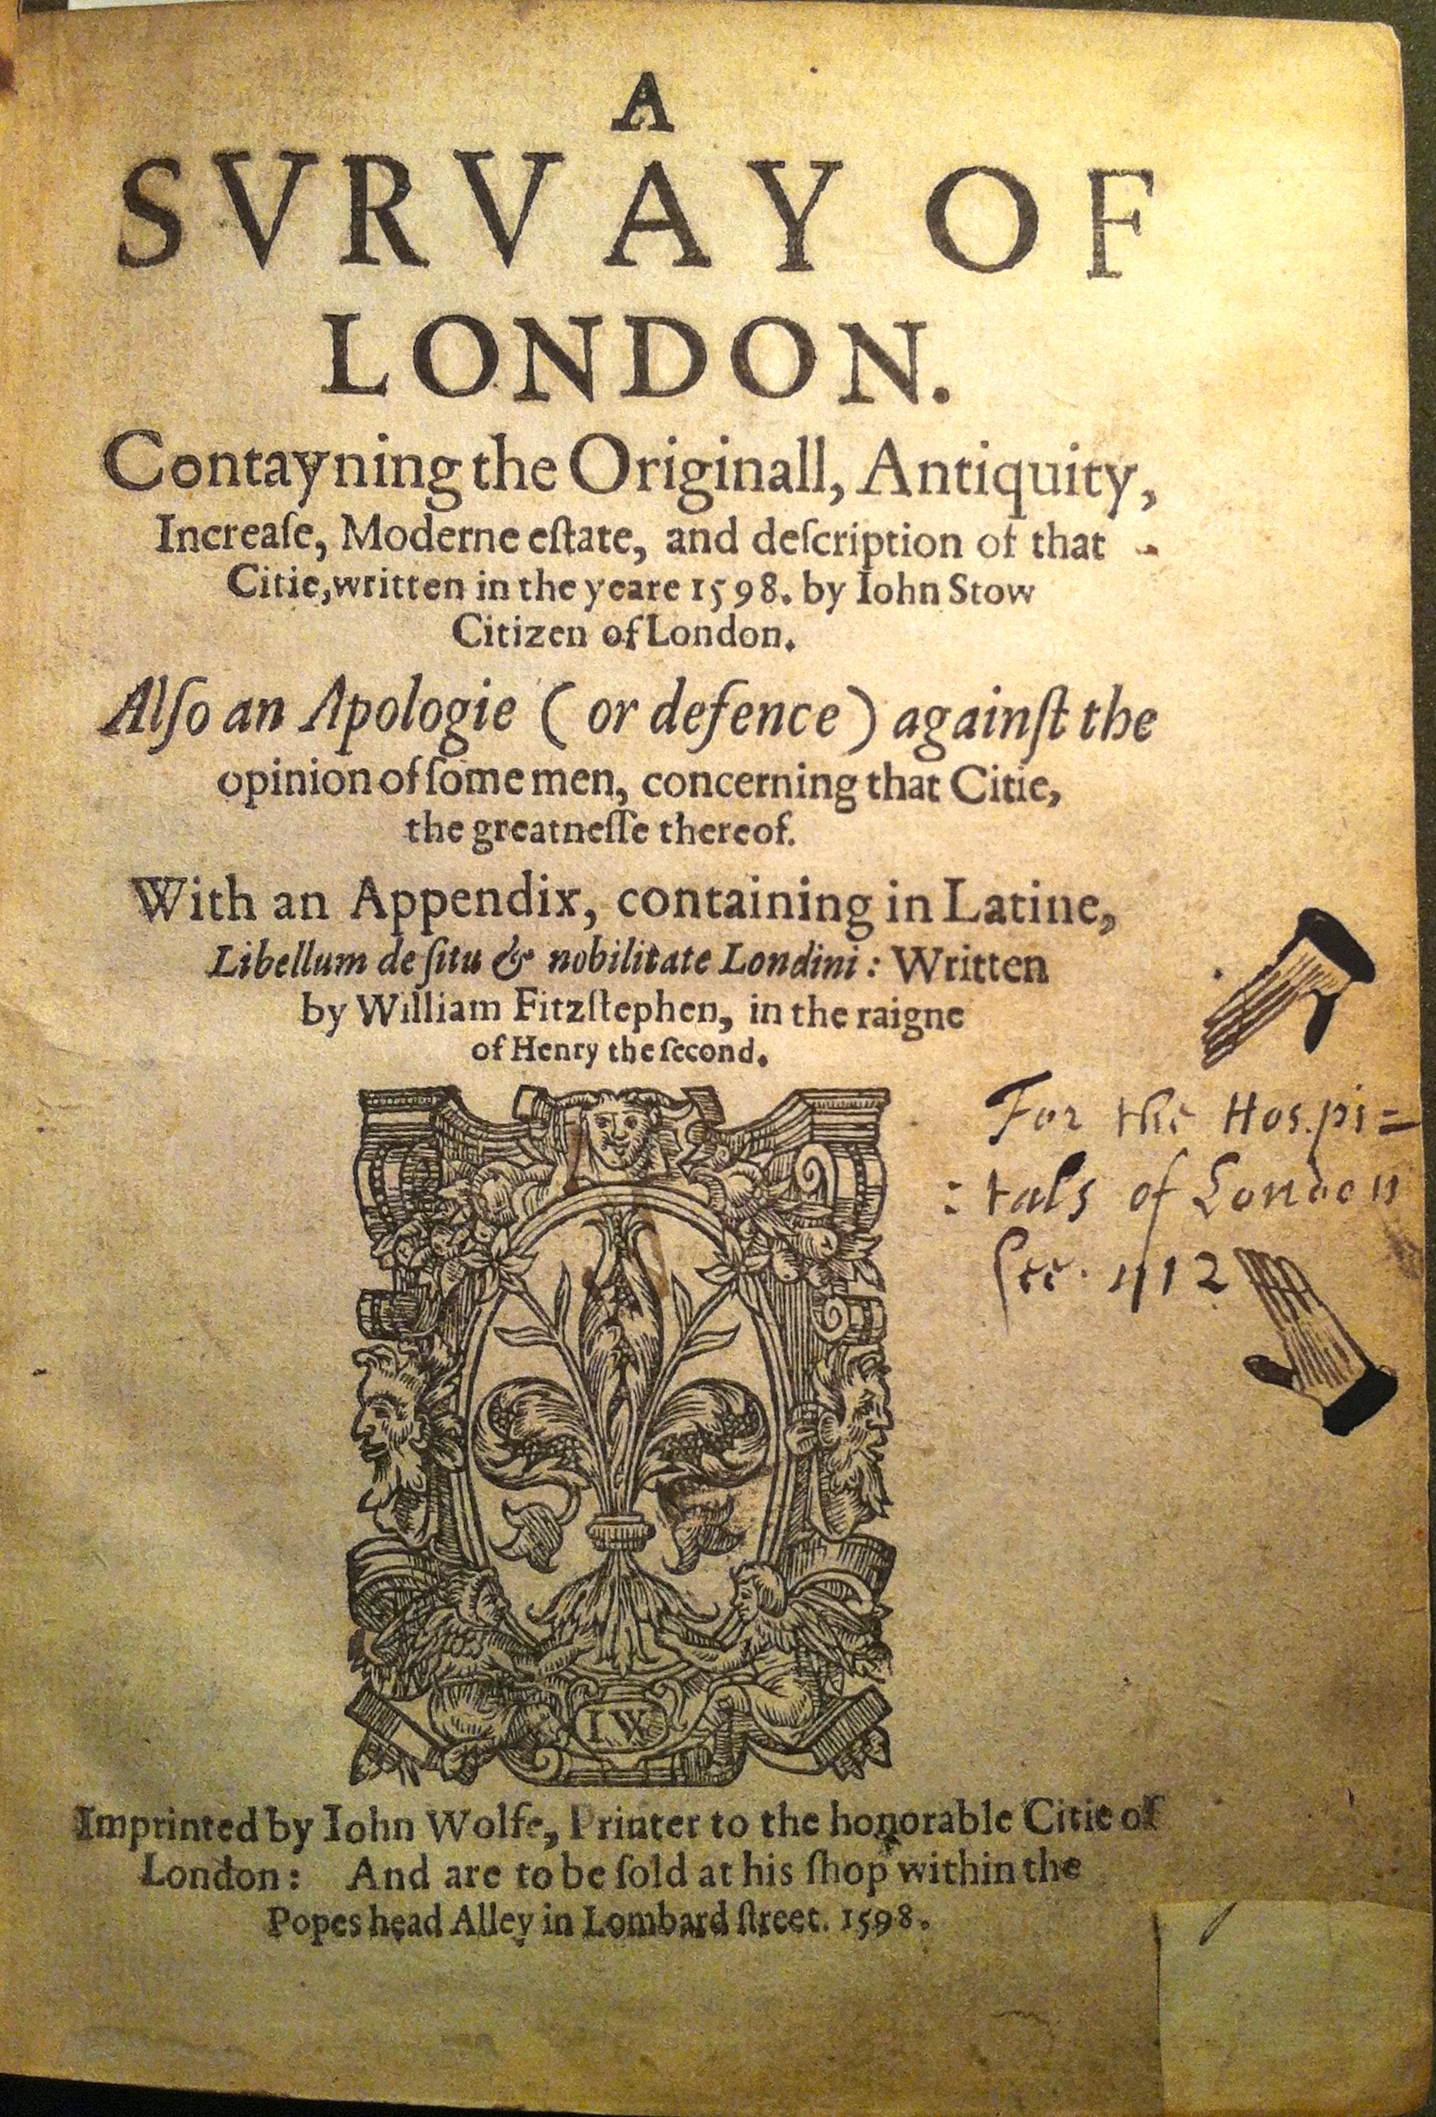 A
SVRVAY OF
LONDON.
Contayning the Originall, Antiquity,
Increaſe, Moderne eſtate, and deſcription of that
Citie, written in the yeare 1598. by Iohn Stow
Citizen of London.
Alſo an Apologie (or defence) againſt the
opinion of ſome men, concerning that Citie,
the greatneſſe thereof.
With an Appendix, containing in Latine,
Libellum de ſitu & nobilitate Londini: Written
by William Fitzſtephen, in the raigne
of Henry the ſecond.
For the Hospi=
:tals of London
See.
I W
Imprinted by Iohn Wolfe, Printer to the honorable Citie of
London: And are to be ſold at his ſhop within the
Popes head Alley in Lombard ſtreet. 1598.